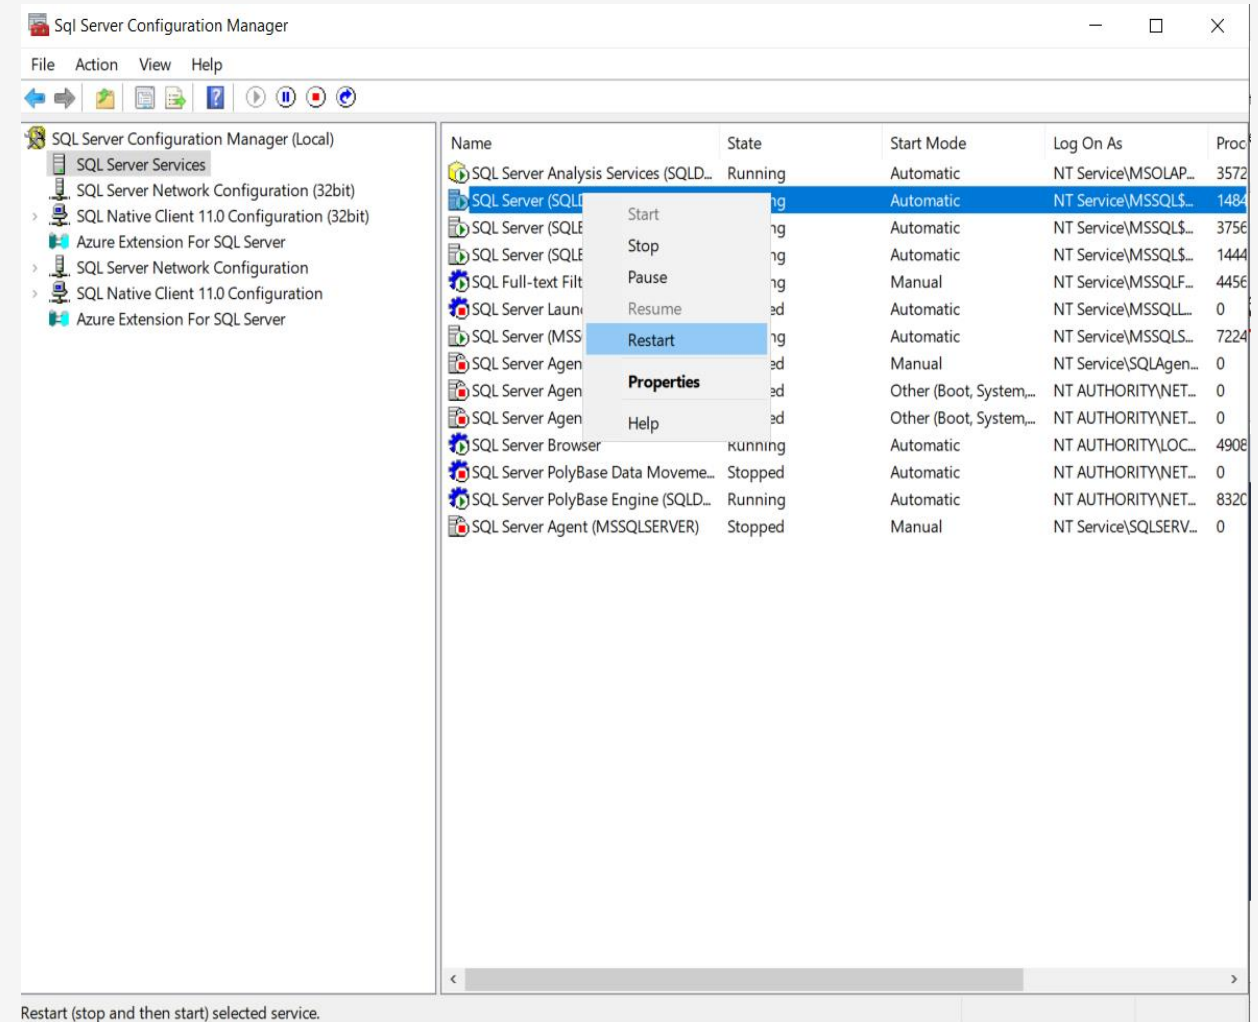 Sql Server Configuration Manager
File Action View Help
SQL Server Configuration Manager (Local)
SQL Server Services
SQL Server Network Configuration (32bit)
SQL Native Client 11.0 Configuration (32bit)
Azure Extension For SQL Server
SQL Server Network Configuration
SQL Native Client 11.0 Configuration
Azure Extension For SQL Server
Name State Start Mode Log On As Proc
SQL Server Analysis Services (SQLD... Running Automatic NT Service\MSOLAP... 3572
SQL Server (SQLD ng Automatic NT Service\MSSQL$... 1484
SQL Server (SQLE ng Automatic NT Service\MSSQL$... 3756
SQL Server (SQLE ng Automatic NT Service\MSSQL$... 1444
SQL Full-text Filt ng Manual NT Service\MSSQLF... 4456
SQL Server Laun ed Automatic NT Service\MSSQLL... 0
SQL Server (MSS ng Automatic NT Service\MSSQLS... 7224
SQL Server Agen ed Manual NT Service\SQLAgen... 0
SQL Server Agen ed Other (Boot, System,... NT AUTHORITY\NET... 0
SQL Server Agen ed Other (Boot, System,... NT AUTHORITY\NET... 0
SQL Server Browser Running Automatic NT AUTHORITY\LOC... 4908
SQL Server PolyBase Data Moveme... Stopped Automatic NT AUTHORITY\NET... 0
SQL Server PolyBase Engine (SQLD... Running Automatic NT AUTHORITY\NET... 8320
SQL Server Agent (MSSQLSERVER) Stopped Manual NT Service\SQLSERV... 0
Start
Stop
Pause
Resume
Restart
Properties
Help
Restart (stop and then start) selected service.